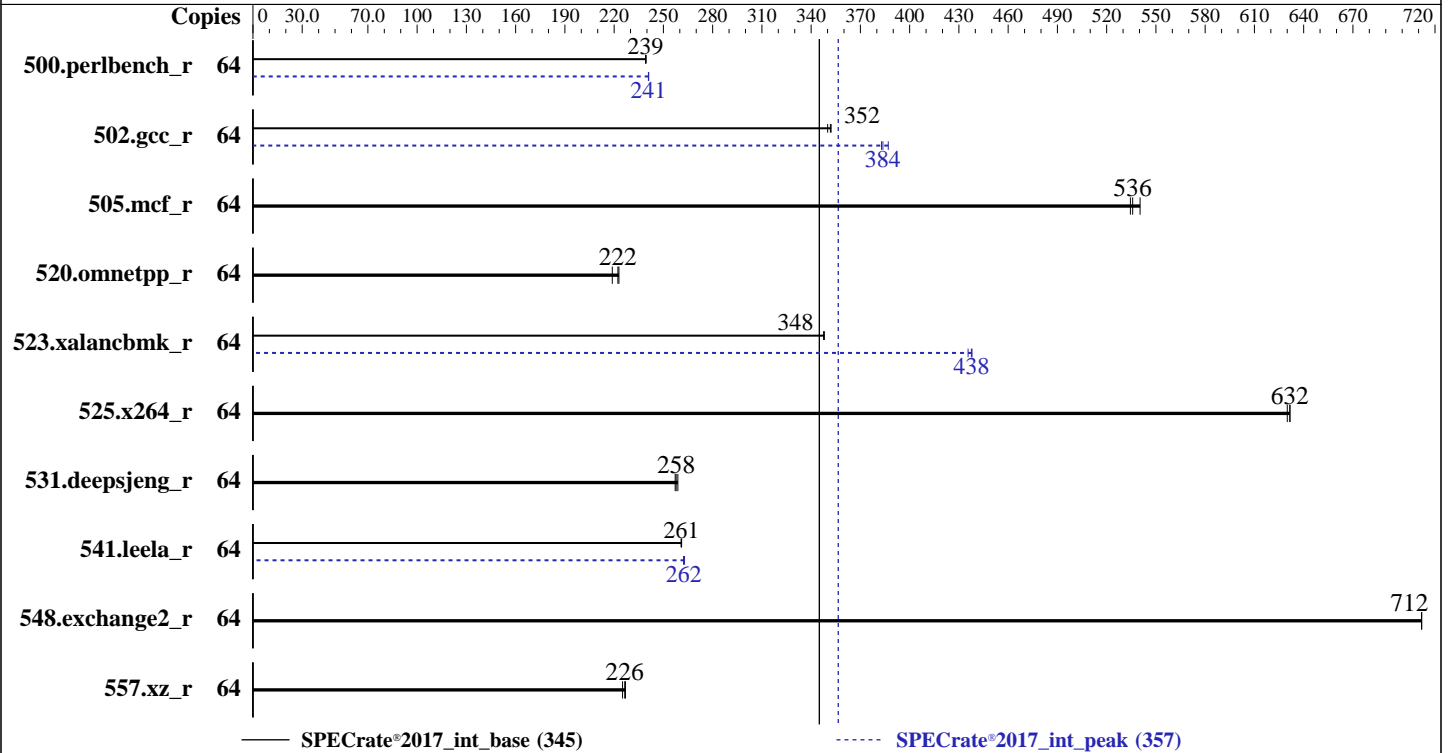 Copies 0 30.0 70.0 100 130 160 190 220 250 280 310 340 370 400 430 460 490 520 550 580 610 640 670 720
500.perlbench_r 64 239
241
502.gcc_r 64 352
384
505.mcf_r 64 536
520.omnetpp_r 64 222
523.xalancbmk_r 64 348
438
525.x264_r 64 632
531.deepsjeng_r 64 258
541.leela_r 64 261
262
548.exchange2_r 64 712
557.xz_r 64 226
SPECrate®2017_int_base (345) SPECrate®2017_int_peak (357)